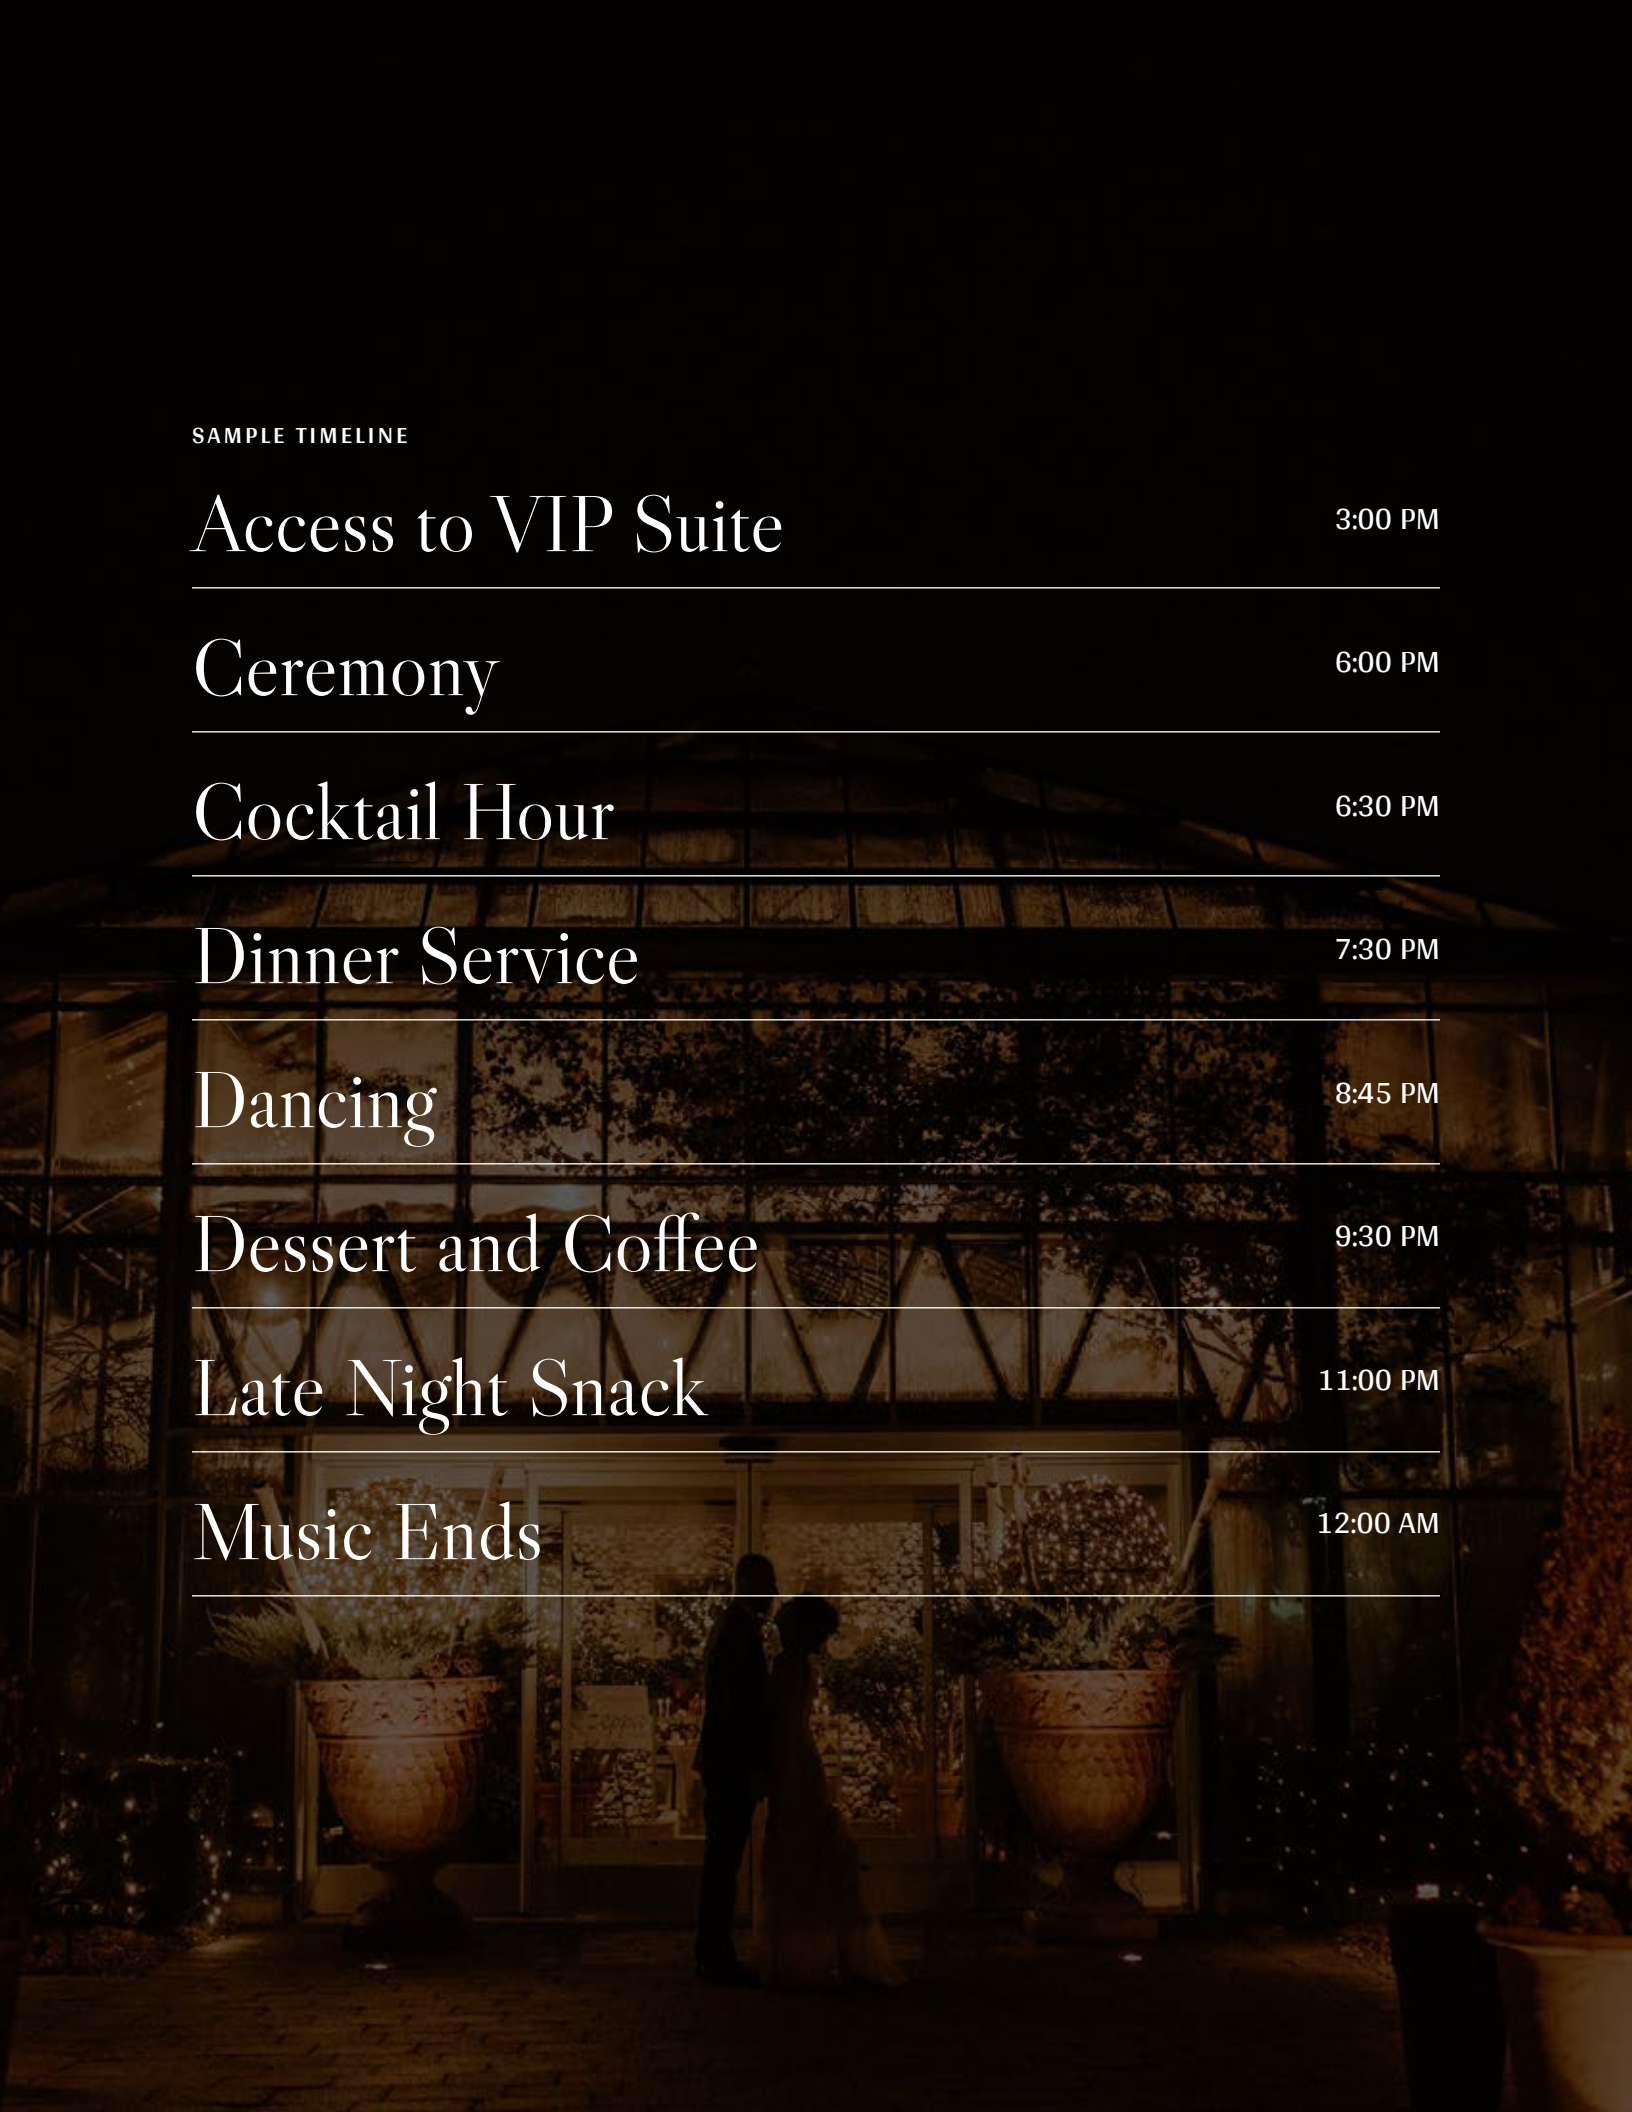 SAMPLE TIMELINE
Access to VIP Suite 3:00 PM
Ceremony 6:00 PM
Cocktail Hour 6:30 PM
Dinner Service 7:30 PM
Dancing 8:45 PM
Dessert and Coffee 9:30 PM
Late Night Snack 11:00 PM
Music Ends 12:00 AM